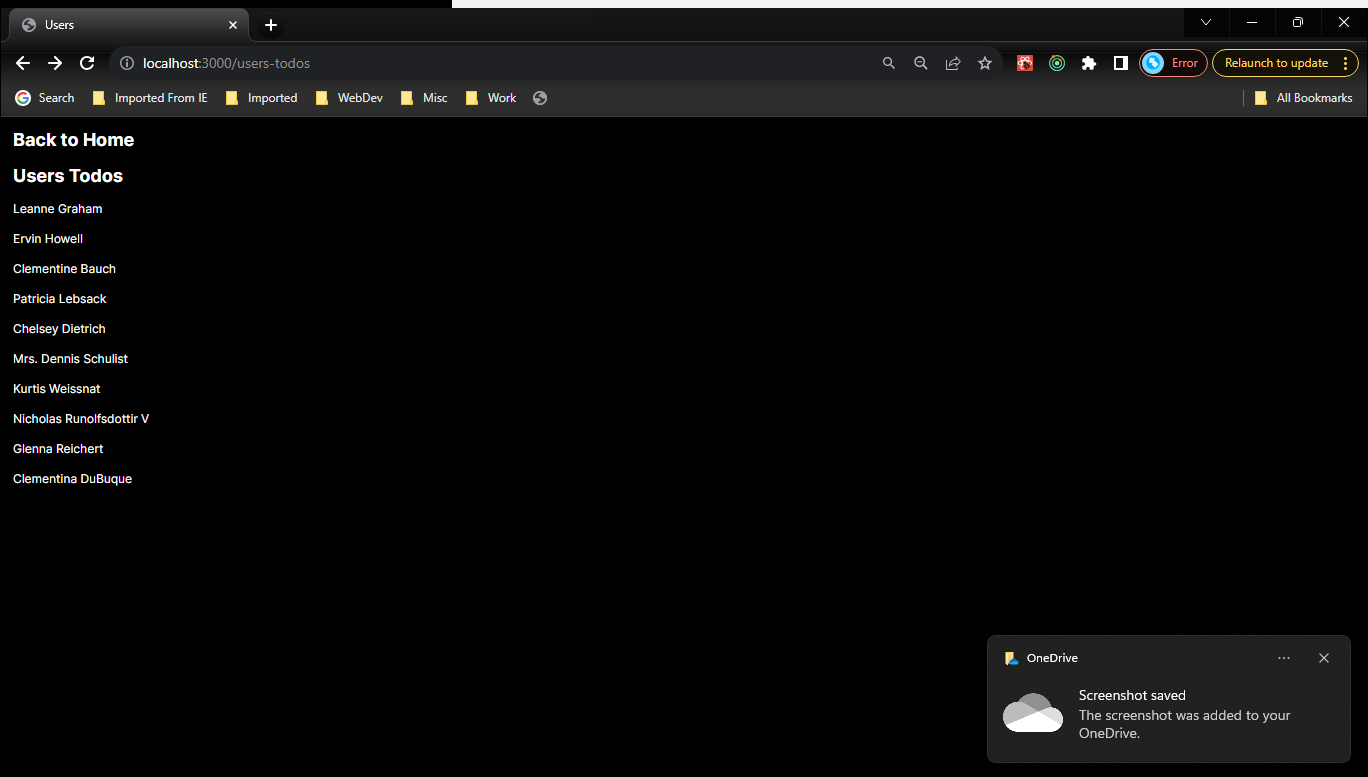 Users
localhost:3000/users-todos
Error
Relaunch to update
Search
Imported From IE
Imported
WebDev
Misc
Work
All Bookmarks
Back to Home
Users Todos
Leanne Graham
Ervin Howell
Clementine Bauch
Patricia Lebsack
Chelsey Dietrich
Mrs. Dennis Schulist
Kurtis Weissnat
Nicholas Runolfsdottir V
Glenna Reichert
Clementina DuBuque
OneDrive
Screenshot saved
The screenshot was added to your
OneDrive.